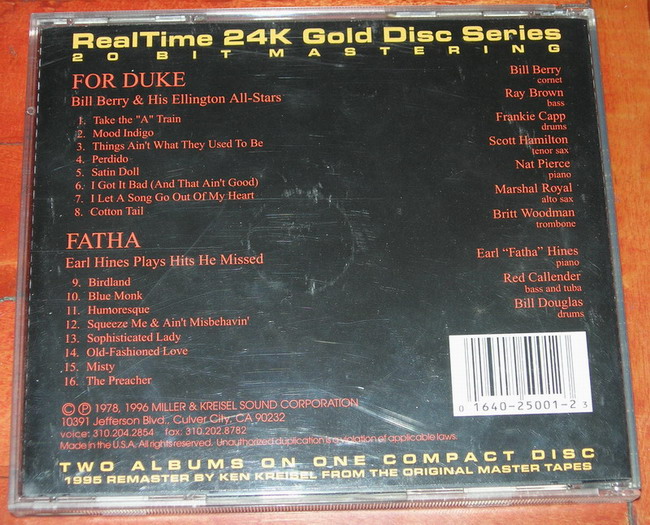 RealTime 24K Gold Disc Series
20 BIT MASTERING
FOR DUKE
Bill Berry & His Ellington All-Stars
1. Take the "A" Train
2. Mood Indigo
3. Things Ain't What They Used To Be
4. Perdido
5. Satin Doll
6. I Got It Bad (And That Ain't Good)
7. I Let A Song Go Out Of My Heart
8. Cotton Tail
Bill Berry
cornet
Ray Brown
bass
Frankie Capp
drums
Scott Hamilton
tenor sax
Nat Pierce
piano
Marshal Royal
alto sax
Britt Woodman
trombone
FATHA
Earl Hines Plays Hits He Missed
9. Birdland
10. Blue Monk
11. Humoresque
12. Squeeze Me & Ain't Misbehavin'
13. Sophisticated Lady
14. Old-Fashioned Love
15. Misty
16. The Preacher
Earl "Fatha" Hines
piano
Red Callender
bass and tuba
Bill Douglas
drums
0 1640-25001-2 3
© ℗ 1978, 1996 MILLER & KREISEL SOUND CORPORATION
10391 Jefferson Blvd., Culver City, CA 90232
voice: 310.204.2854 fax: 310.202.8782
Made in the U.S.A. All rights reserved. Unauthorized duplication is a violation of applicable laws.
TWO ALBUMS ON ONE COMPACT DISC
1995 REMASTER BY KEN KREISEL FROM THE ORIGINAL MASTER TAPES